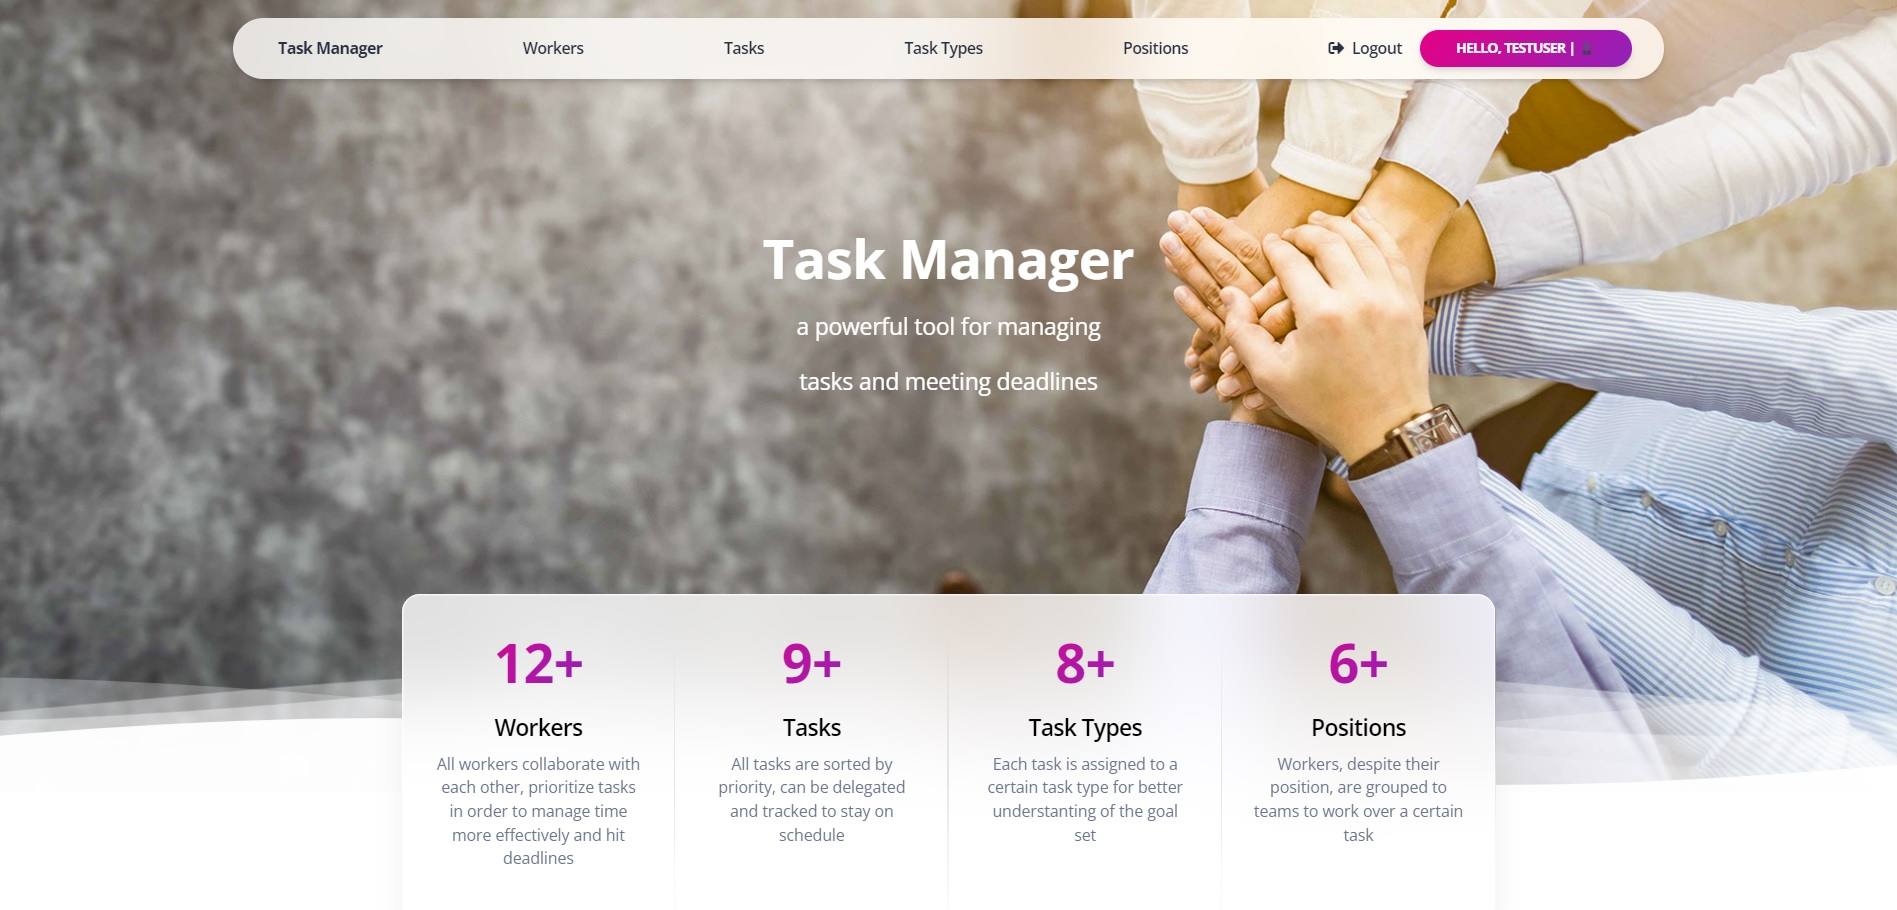 Task Manager Workers Tasks Task Types Positions Logout HELLO, TESTUSER |
Task Manager
a powerful tool for managing
tasks and meeting deadlines
12+
Workers
All workers collaborate with
each other, prioritize tasks
in order to manage time
more effectively and hit
deadlines
9+
Tasks
All tasks are sorted by
priority, can be delegated
and tracked to stay on
schedule
8+
Task Types
Each task is assigned to a
certain task type for better
understanting of the goal
set
6+
Positions
Workers, despite their
position, are grouped to
teams to work over a certain
task